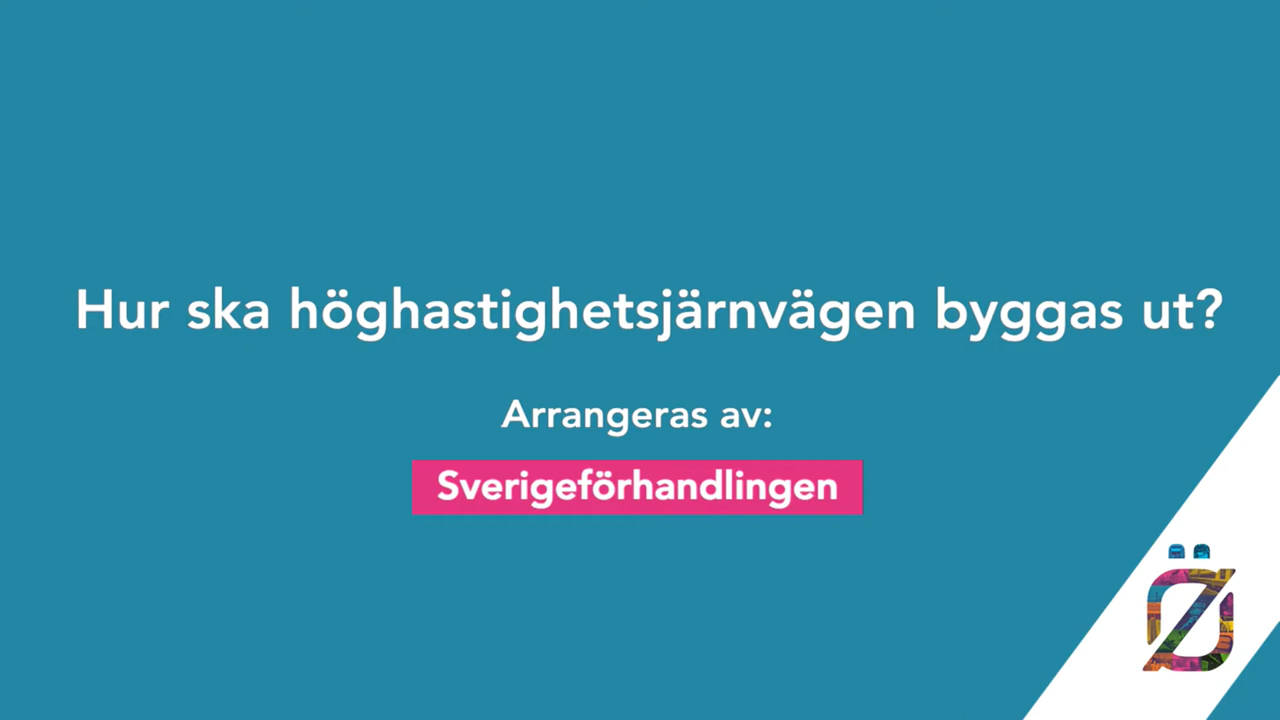 Hur ska höghastighetsjärnvägen byggas ut?
Arrangeras av:
Sverigeförhandlingen